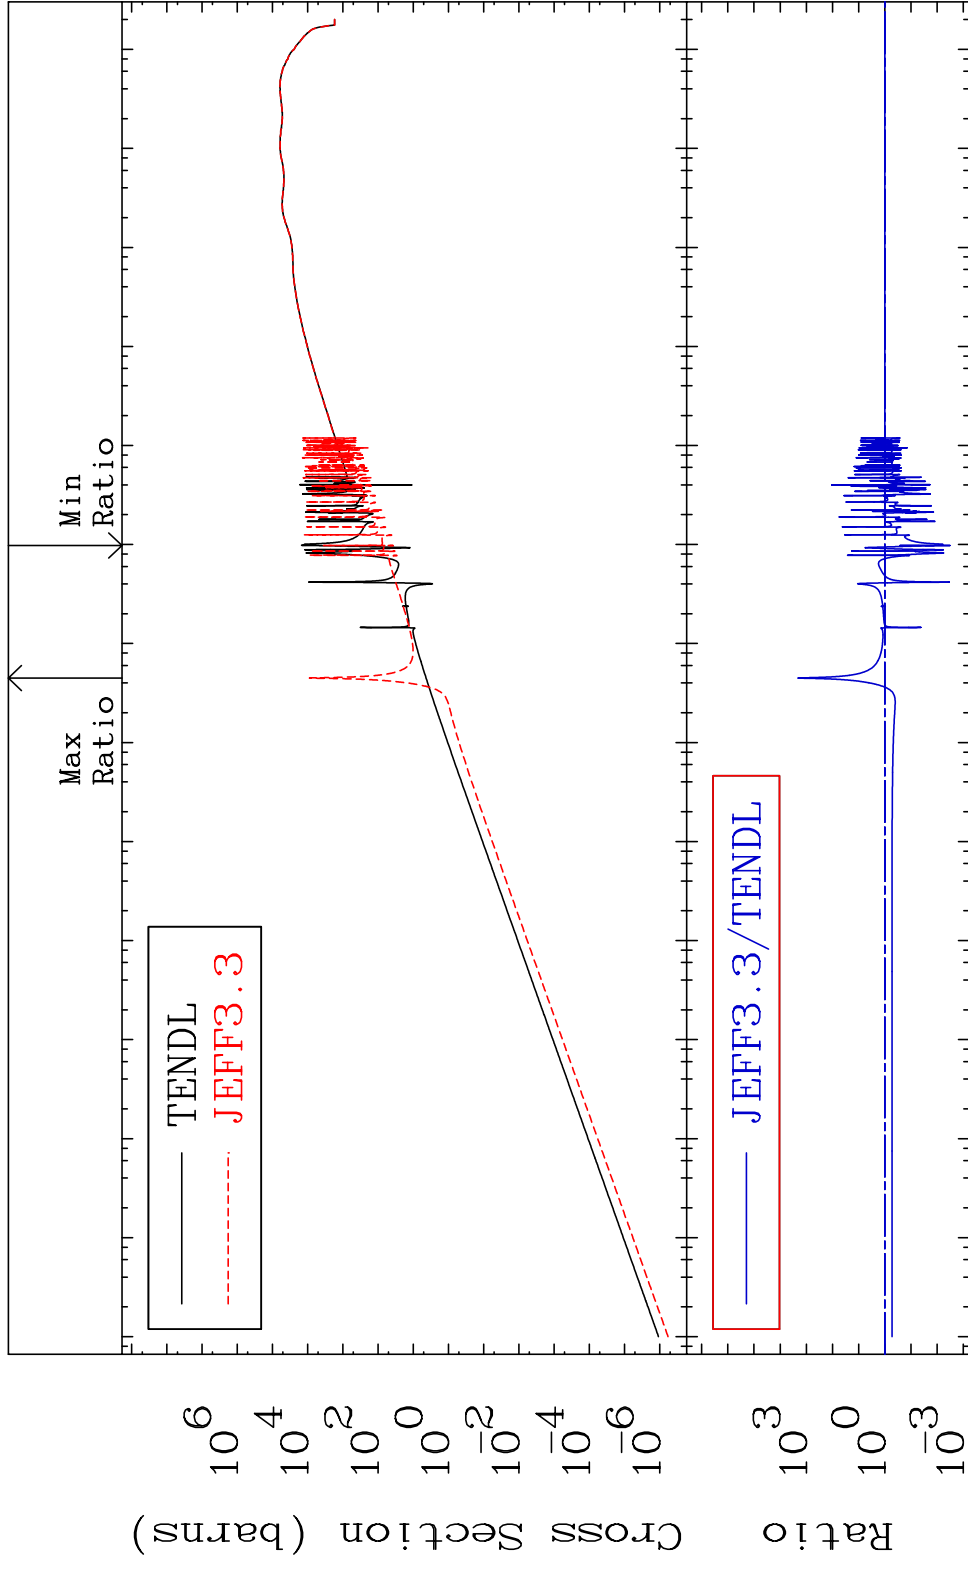 Max
Ratio
Min
Ratio
TENDL
JEFF3.3
JEFF3.3/TENDL
Cross Section (barns)
10^6
10^4
10^2
10^0
10^-2
10^-4
10^-6
Ratio
10^3
10^0
10^-3